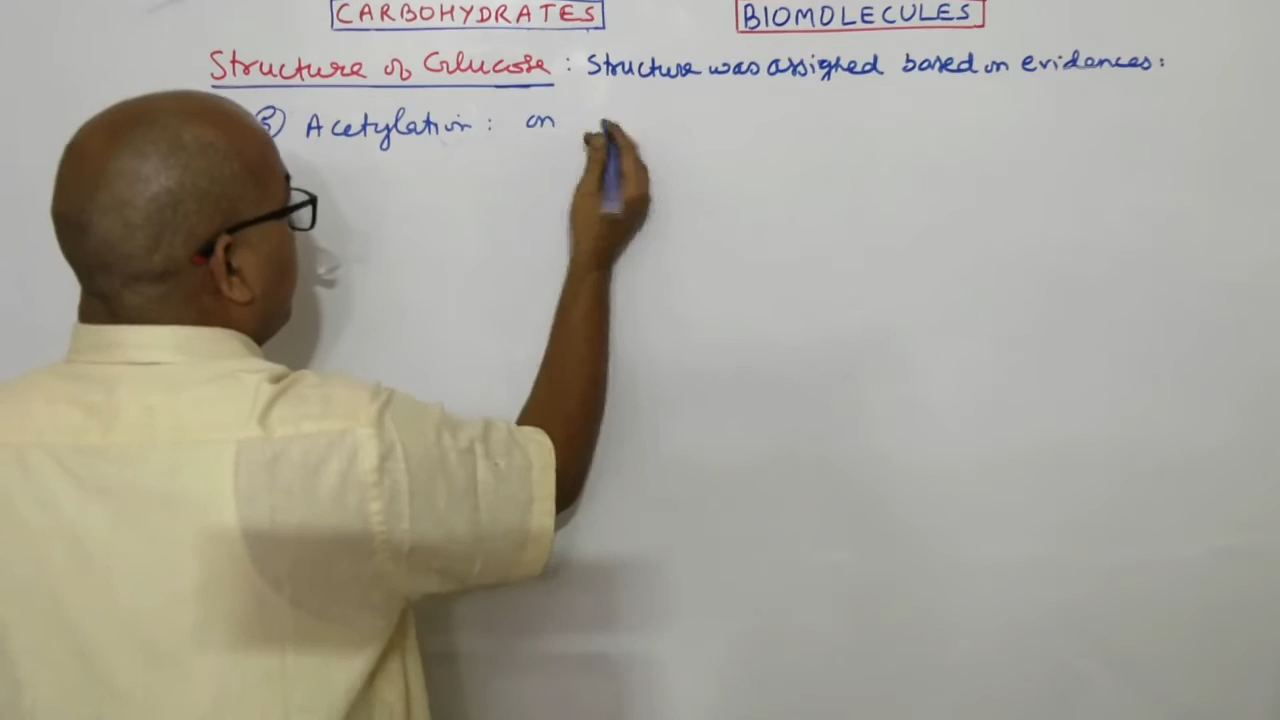 CARBOHYDRATES BIOMOLECULES
Structure of Glucose : Structure was assigned based on evidences :
3) Acetylation : on